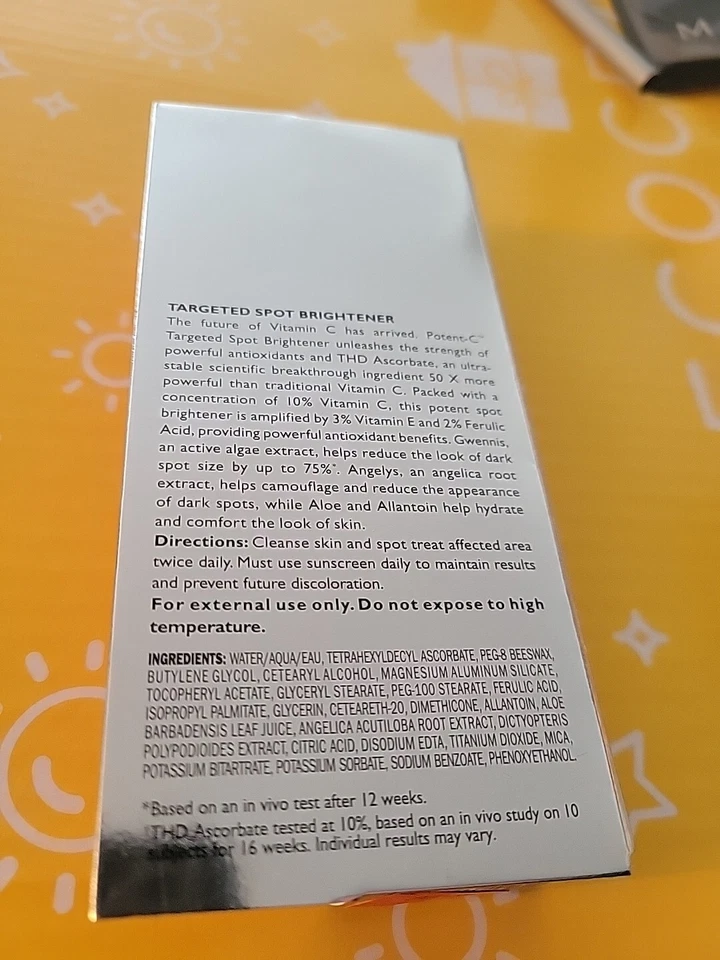 TARGETED SPOT BRIGHTENER
The future of Vitamin C has arrived. Potent-C™
Targeted Spot Brightener unleashes the strength of
powerful antioxidants and THD Ascorbate, an ultra-
stable scientific breakthrough ingredient 50 X more
powerful than traditional Vitamin C. Packed with a
concentration of 10% Vitamin C, this potent spot
brightener is amplified by 3% Vitamin E and 2% Ferulic
Acid, providing powerful antioxidant benefits. Gwennis,
an active algae extract, helps reduce the look of dark
spot size by up to 75%*. Angelys, an angelica root
extract, helps camouflage and reduce the appearance
of dark spots, while Aloe and Allantoin help hydrate
and comfort the look of skin.
Directions: Cleanse skin and spot treat affected area
twice daily. Must use sunscreen daily to maintain results
and prevent future discoloration.
For external use only. Do not expose to high
temperature.
INGREDIENTS: WATER/AQUA/EAU, TETRAHEXYLDECYL ASCORBATE, PEG-8 BEESWAX,
BUTYLENE GLYCOL, CETEARYL ALCOHOL, MAGNESIUM ALUMINUM SILICATE,
TOCOPHERYL ACETATE, GLYCERYL STEARATE, PEG-100 STEARATE, FERULIC ACID,
ISOPROPYL PALMITATE, GLYCERIN, CETEARETH-20, DIMETHICONE, ALLANTOIN, ALOE
BARBADENSIS LEAF JUICE, ANGELICA ACUTILOBA ROOT EXTRACT, DICTYOPTERIS
POLYPODIOIDES EXTRACT, CITRIC ACID, DISODIUM EDTA, TITANIUM DIOXIDE, MICA,
POTASSIUM BITARTRATE, POTASSIUM SORBATE, SODIUM BENZOATE, PHENOXYETHANOL.
*Based on an in vivo test after 12 weeks.
THD Ascorbate tested at 10%, based on an in vivo study on 10
subjects for 16 weeks. Individual results may vary.